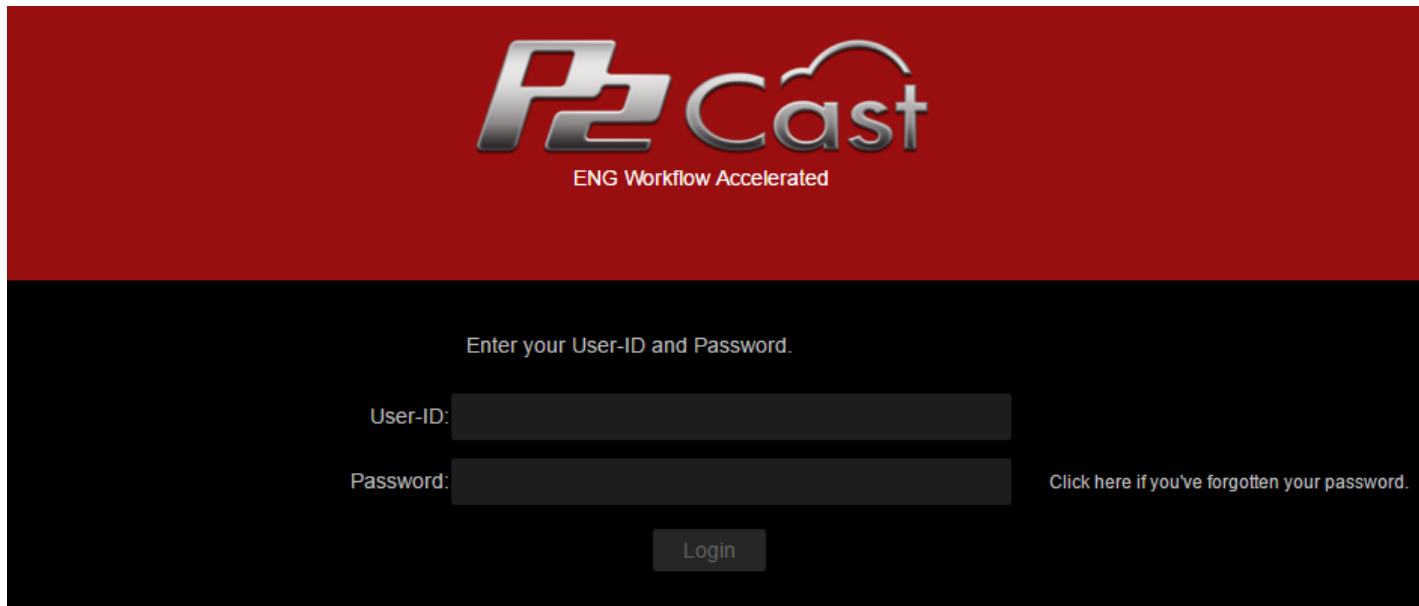 P2 Cast
ENG Workflow Accelerated
Enter your User-ID and Password.
User-ID:
Password:
Click here if you've forgotten your password.
Login